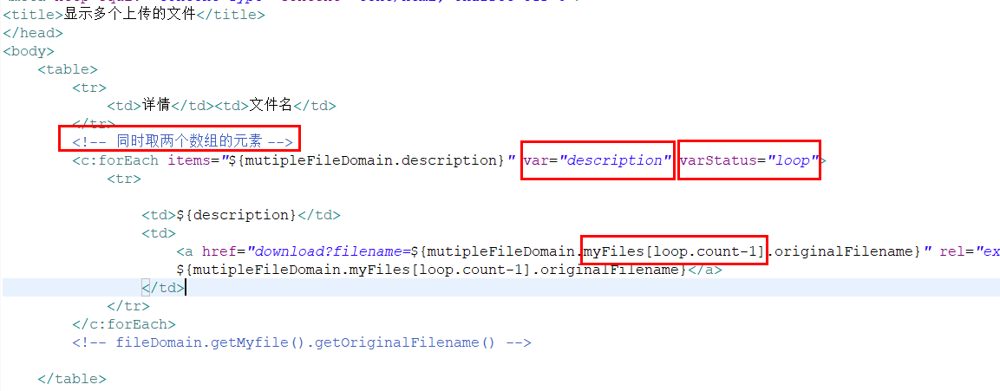 <title>显示多个上传的文件</title>
</head>
<body>
<table>
<tr>
<td>详情</td><td>文件名</td>
</tr>
<!-- 同时取两个数组的元素 -->
<c:forEach items="${mutipleFileDomain.description}" var="description" varStatus="loop">
<tr>
<td>${description}</td>
<td>
<a href="download?filename=${mutipleFileDomain.myFiles[loop.count-1].originalFilename}" rel="ex
${mutipleFileDomain.myFiles[loop.count-1].originalFilename}</a>
</td>
</tr>
</c:forEach>
<!-- fileDomain.getMyfile().getOriginalFilename() -->
</table>